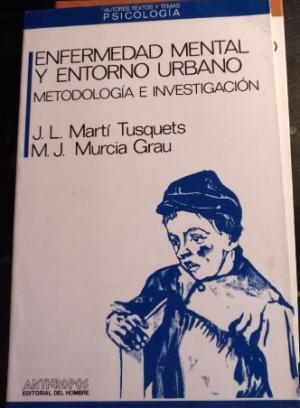 AUTORES, TEXTOS Y TEMAS
PSICOLOGÍA
ENFERMEDAD MENTAL
Y ENTORNO URBANO
METODOLOGÍA E INVESTIGACIÓN
J. L. Martí Tusquets
M. J. Murcia Grau
ANTHROPOS
EDITORIAL DEL HOMBRE